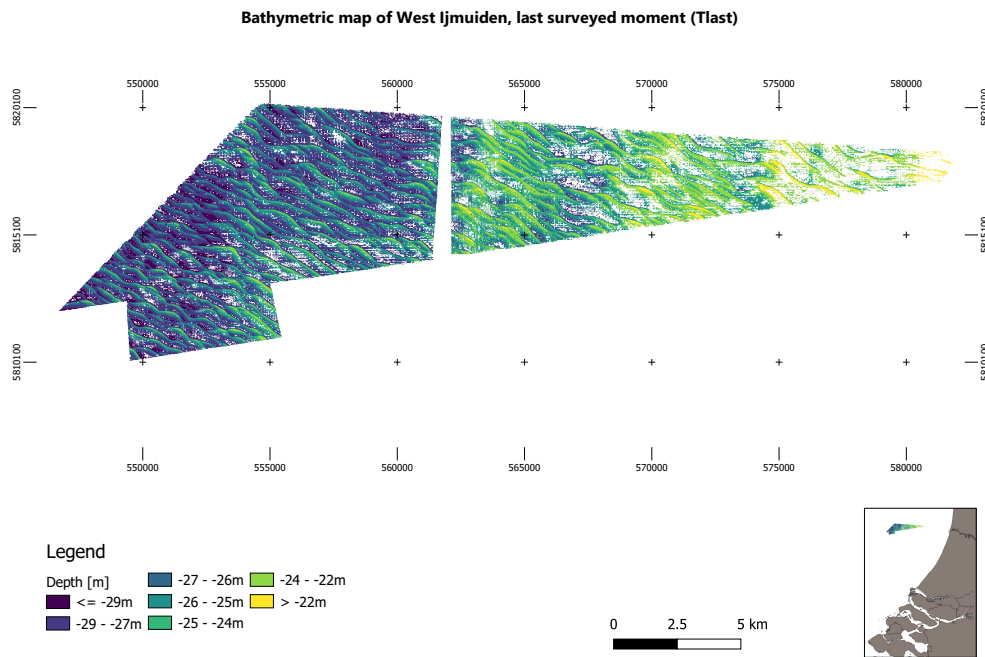 Bathymetric map of West Ijmuiden, last surveyed moment (Tlast)
550000 555000 560000 565000 570000 575000 580000
5820100 5820100
5815100 5815100
5810100 5810100
550000 555000 560000 565000 570000 575000 580000
Legend
Depth [m]
<= -29m
-29 - -27m
-27 - -26m
-26 - -25m
-25 - -24m
-24 - -22m
> -22m
0 2.5 5 km